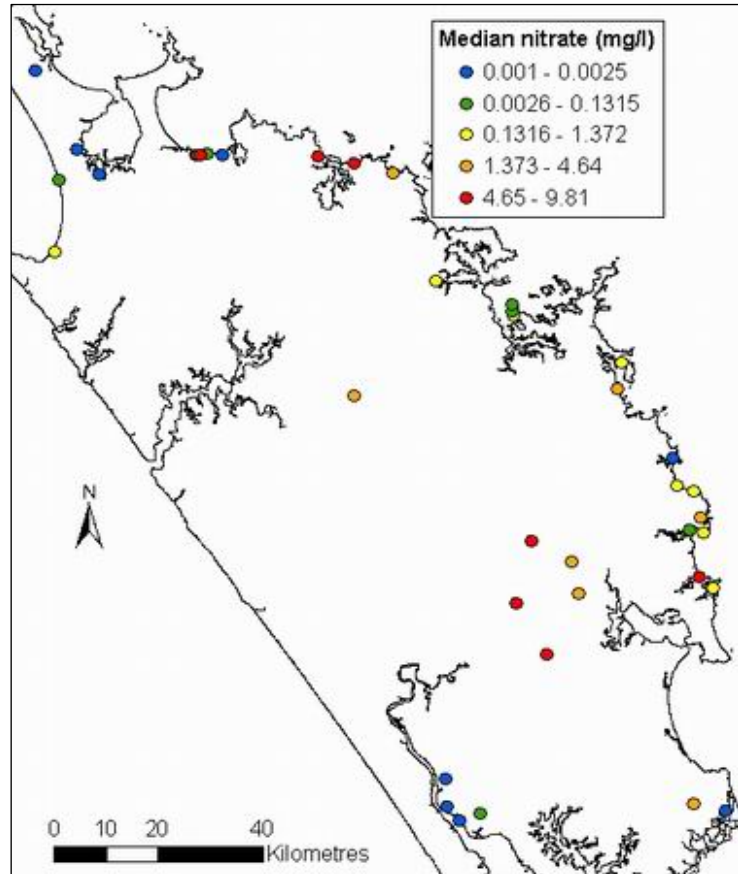 Median nitrate (mg/l)
0.001 - 0.0025
0.0026 - 0.1315
0.1316 - 1.372
1.373 - 4.64
4.65 - 9.81
N
0 10 20 40
Kilometres